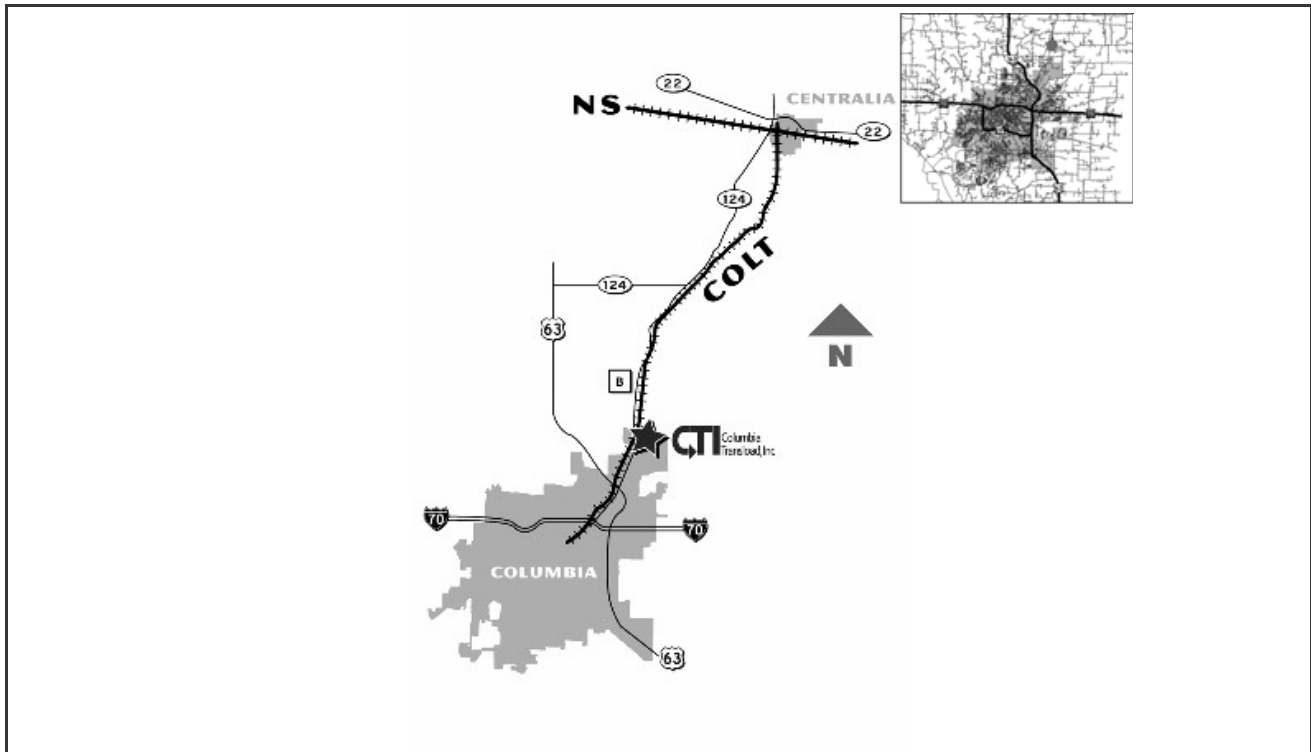 22
NS
CENTRALIA
22
124
COLT
124
63
N
B
CTI Columbia
Transload, Inc
70
70
COLUMBIA
63